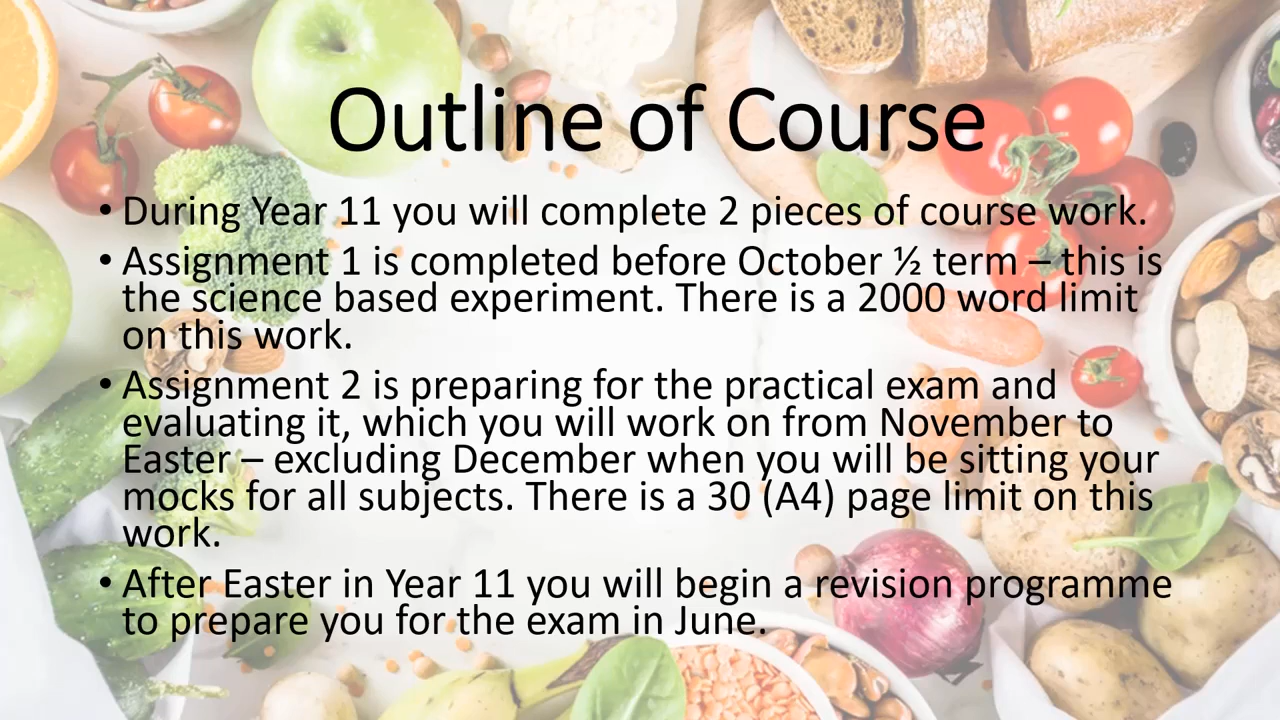 Outline of Course
• During Year 11 you will complete 2 pieces of course work.
• Assignment 1 is completed before October ½ term – this is
the science based experiment. There is a 2000 word limit
on this work.
• Assignment 2 is preparing for the practical exam and
evaluating it, which you will work on from November to
Easter – excluding December when you will be sitting your
mocks for all subjects. There is a 30 (A4) page limit on this
work.
• After Easter in Year 11 you will begin a revision programme
to prepare you for the exam in June.